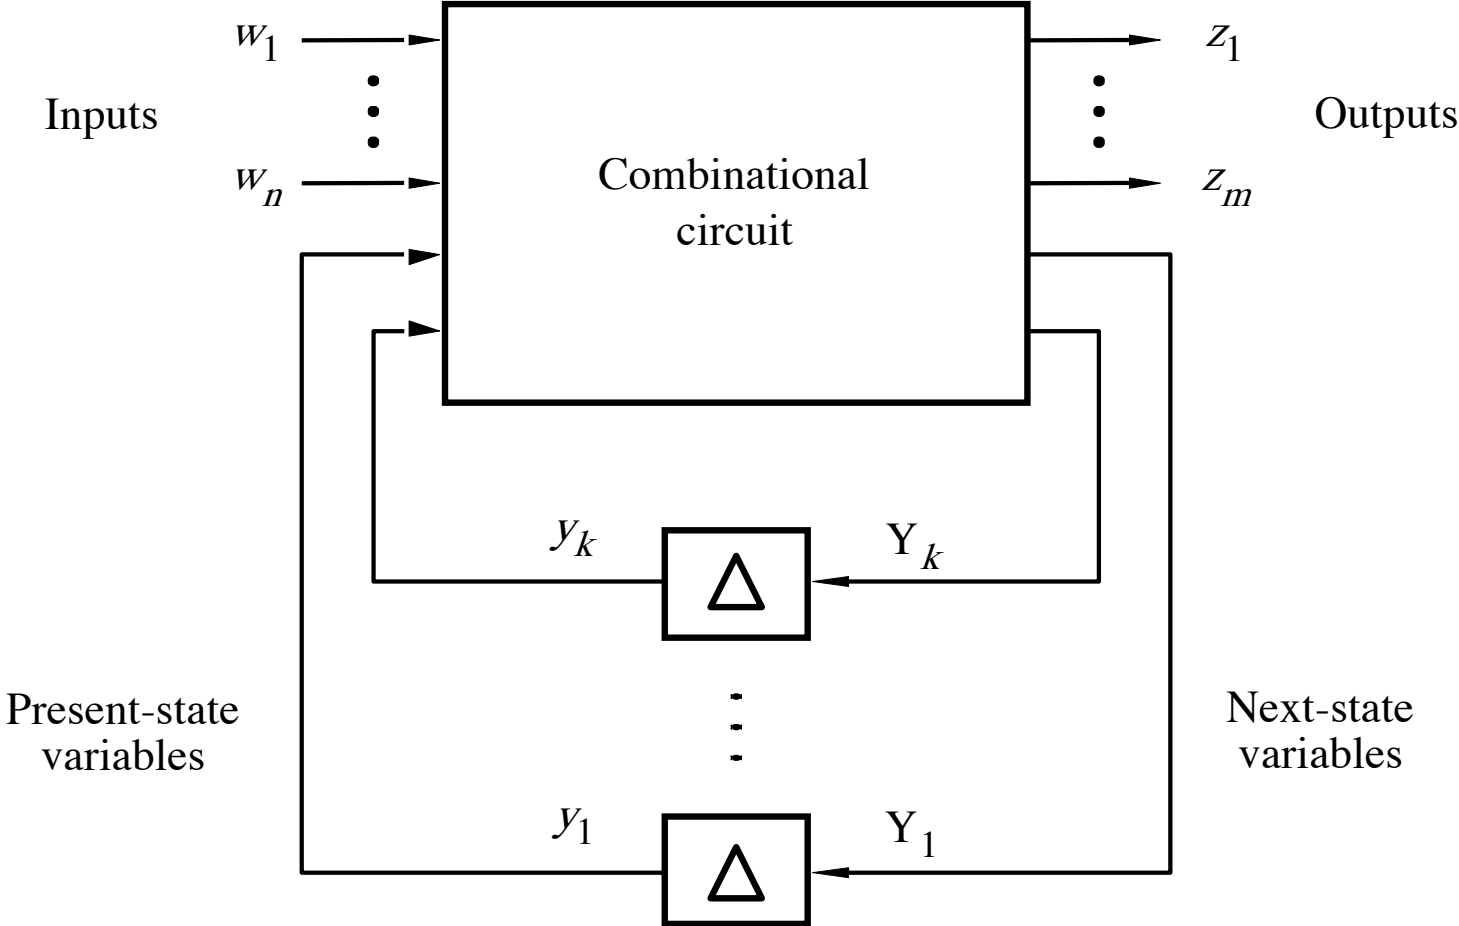 w1
z1
Inputs
Outputs
Combinational
circuit
wn
zm
yk
Δ
Yk
Present-state
variables
Next-state
variables
y1
Δ
Y1